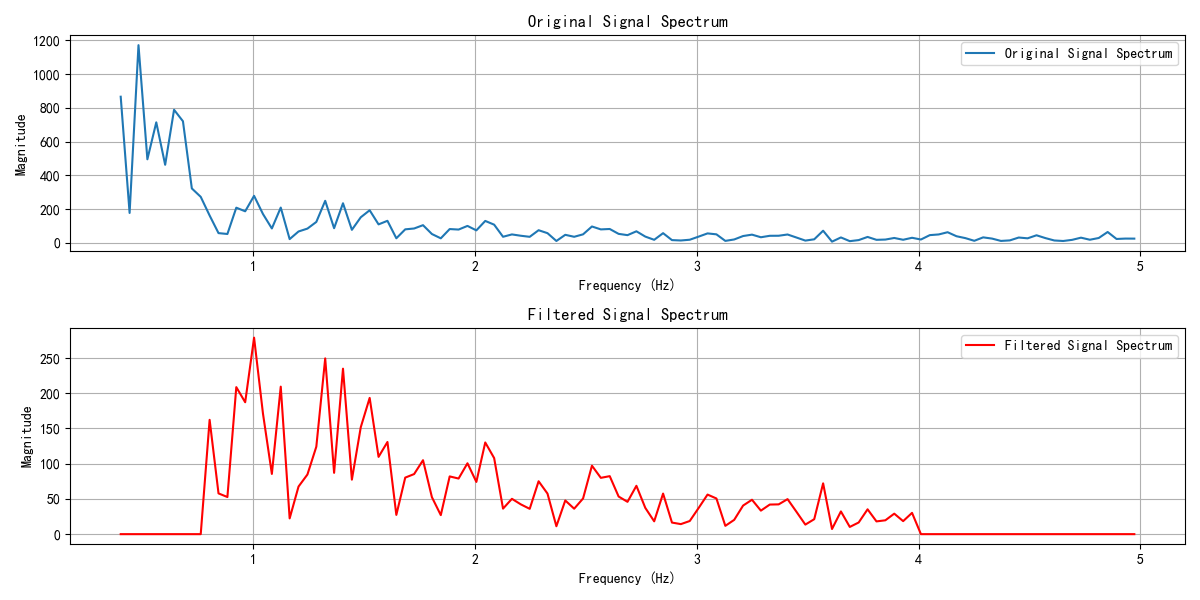 Original Signal Spectrum
1200
1000
800
600
400
200
0
Magnitude
Original Signal Spectrum
1 2 3 4 5
Frequency (Hz)
Filtered Signal Spectrum
250
200
150
100
50
0
Magnitude
Filtered Signal Spectrum
1 2 3 4 5
Frequency (Hz)